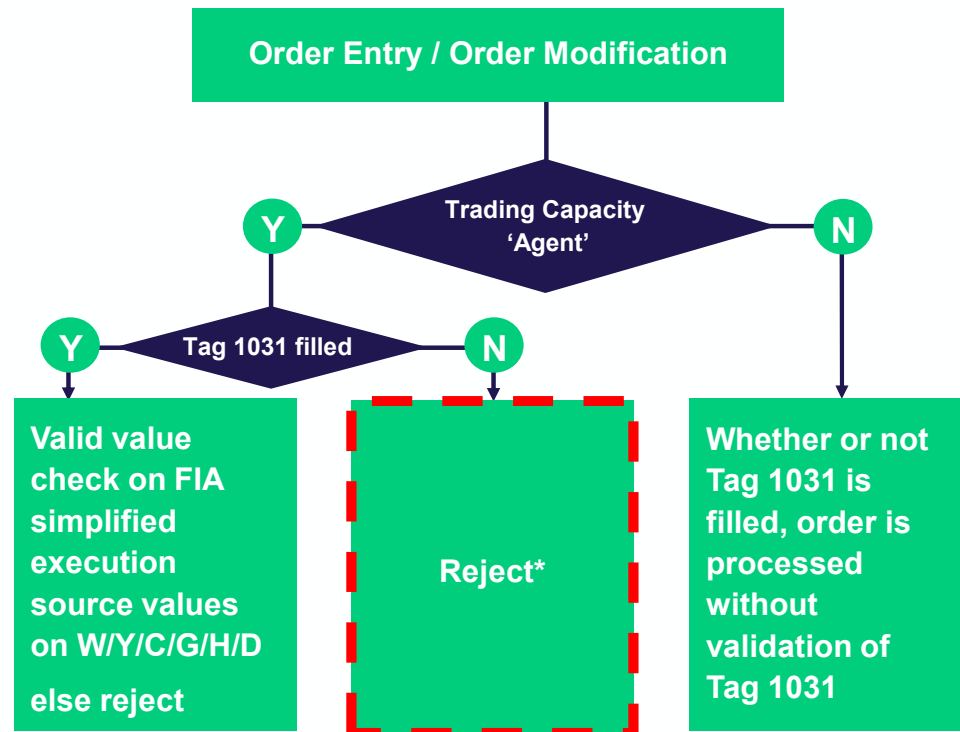 Order Entry / Order Modification
Trading Capacity
‘Agent’
Y
N
Y
Tag 1031 filled
N
Valid value
check on FIA
simplified
execution
source values
on W/Y/C/G/H/D
else reject
Reject*
Whether or not
Tag 1031 is
filled, order is
processed
without
validation of
Tag 1031